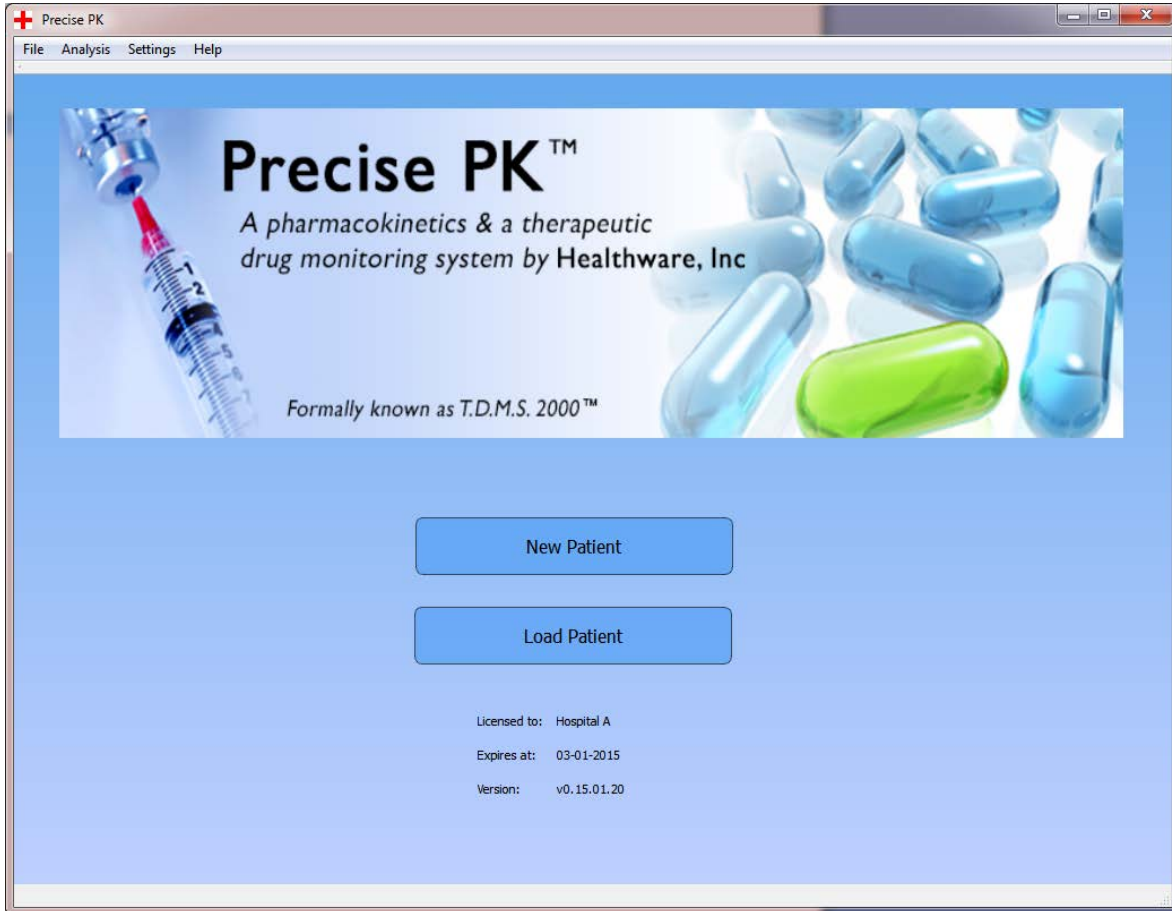 Precise PK
File Analysis Settings Help
Precise PK™
A pharmacokinetics & a therapeutic
drug monitoring system by Healthware, Inc
Formally known as T.D.M.S. 2000™
New Patient
Load Patient
Licensed to: Hospital A
Expires at: 03-01-2015
Version: v0.15.01.20